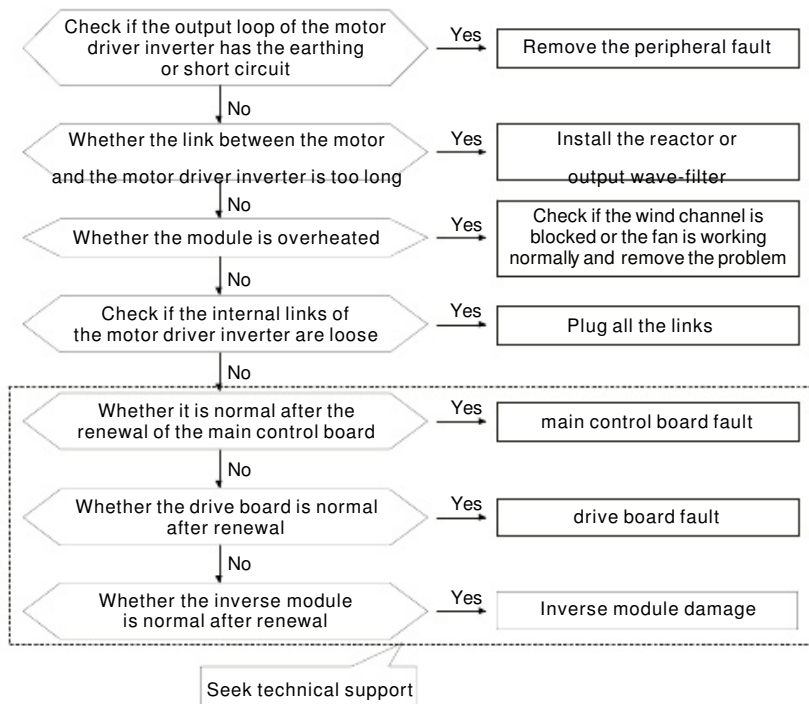 Check if the output loop of the motor
driver inverter has the earthing
or short circuit
Yes
Remove the peripheral fault
No
Whether the link between the motor
and the motor driver inverter is too long
Yes
Install the reactor or
output wave-filter
No
Whether the module is overheated
Yes
Check if the wind channel is
blocked or the fan is working
normally and remove the problem
No
Check if the internal links of
the motor driver inverter are loose
Yes
Plug all the links
No
Whether it is normal after the
renewal of the main control board
Yes
main control board fault
No
Whether the drive board is normal
after renewal
Yes
drive board fault
No
Whether the inverse module
is normal after renewal
Yes
Inverse module damage
Seek technical support